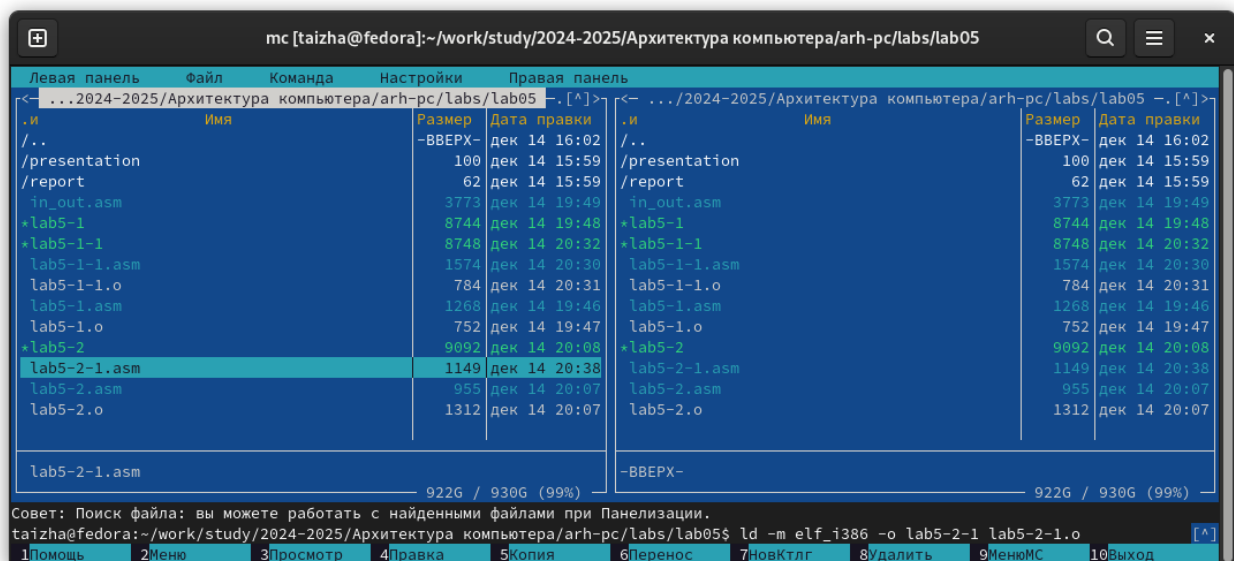 mc [taizha@fedora]:~/work/study/2024-2025/Архитектура компьютера/arh-pc/labs/lab05
Левая панель Файл Команда Настройки Правая панель
<— ...2024-2025/Архитектура компьютера/arh-pc/labs/lab05 —.[^]> <— .../2024-2025/Архитектура компьютера/arh-pc/labs/lab05 —.[^]>
.и Имя Размер Дата правки .и Имя Размер Дата правки
/.. -ВВЕРХ- дек 14 16:02 /.. -ВВЕРХ- дек 14 16:02
/presentation 100 дек 14 15:59 /presentation 100 дек 14 15:59
/report 62 дек 14 15:59 /report 62 дек 14 15:59
in_out.asm 3773 дек 14 19:49 in_out.asm 3773 дек 14 19:49
*lab5-1 8744 дек 14 19:48 *lab5-1 8744 дек 14 19:48
*lab5-1-1 8748 дек 14 20:32 *lab5-1-1 8748 дек 14 20:32
lab5-1-1.asm 1574 дек 14 20:30 lab5-1-1.asm 1574 дек 14 20:30
lab5-1-1.o 784 дек 14 20:31 lab5-1-1.o 784 дек 14 20:31
lab5-1.asm 1268 дек 14 19:46 lab5-1.asm 1268 дек 14 19:46
lab5-1.o 752 дек 14 19:47 lab5-1.o 752 дек 14 19:47
*lab5-2 9092 дек 14 20:08 *lab5-2 9092 дек 14 20:08
lab5-2-1.asm 1149 дек 14 20:38 lab5-2-1.asm 1149 дек 14 20:38
lab5-2.asm 955 дек 14 20:07 lab5-2.asm 955 дек 14 20:07
lab5-2.o 1312 дек 14 20:07 lab5-2.o 1312 дек 14 20:07
lab5-2-1.asm -ВВЕРХ-
922G / 930G (99%) 922G / 930G (99%)
Совет: Поиск файла: вы можете работать с найденными файлами при Панелизации.
taizha@fedora:~/work/study/2024-2025/Архитектура компьютера/arh-pc/labs/lab05$ ld -m elf_i386 -o lab5-2-1 lab5-2-1.o [^]
1Помощь 2Меню 3Просмотр 4Правка 5Копия 6Перенос 7НовКтлг 8Удалить 9МенюМС 10Выход